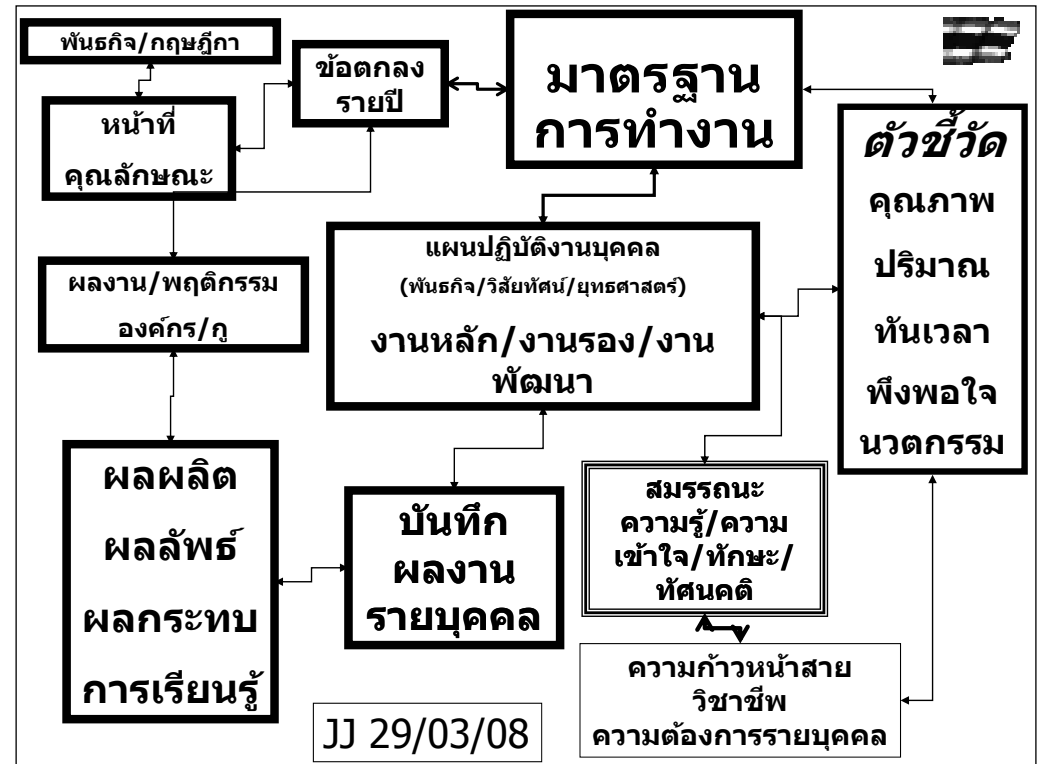 พันธกิจ/กฤษฎีกา
ข้อตกลง
รายปี
มาตรฐาน
การทำงาน
หน้าที่
คุณลักษณะ
ตัวชี้วัด
คุณภาพ
ปริมาณ
ทันเวลา
พึงพอใจ
นวตกรรม
แผนปฏิบัติงานบุคคล
(พันธกิจ/วิสัยทัศน์/ยุทธศาสตร์)
งานหลัก/งานรอง/งาน
พัฒนา
ผลงาน/พฤติกรรม
องค์กร/กู
ผลผลิต
ผลลัพธ์
ผลกระทบ
การเรียนรู้
บันทึก
ผลงาน
รายบุคคล
สมรรถนะ
ความรู้/ความ
เข้าใจ/ทักษะ/
ทัศนคติ
ความก้าวหน้าสาย
วิชาชีพ
ความต้องการรายบุคคล
JJ 29/03/08